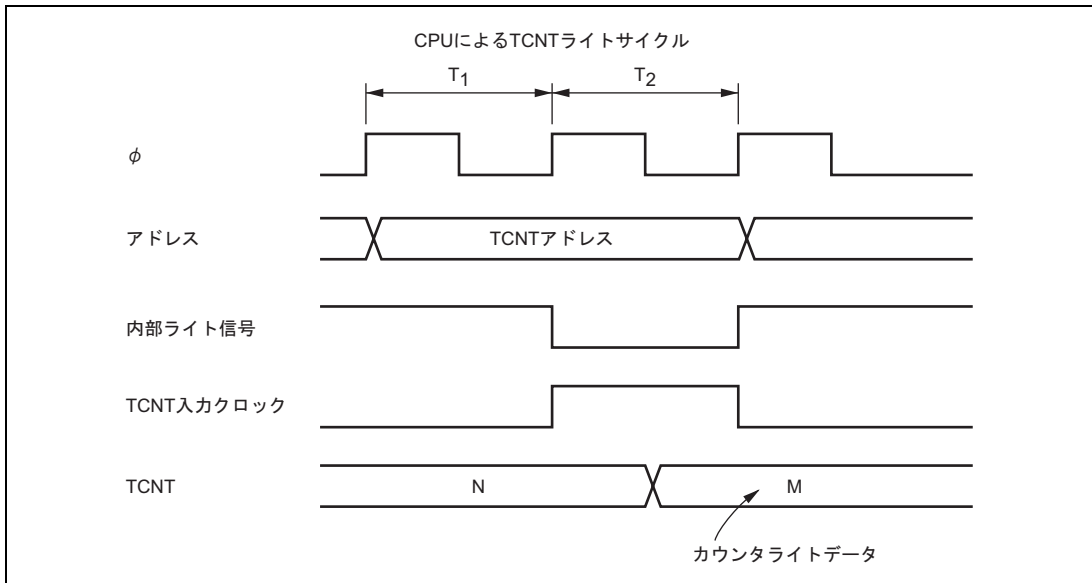 CPUによるTCNTライトサイクル
T1 T2
φ
アドレス TCNTアドレス
内部ライト信号
TCNT入力クロック
TCNT N M
カウンタライトデータ